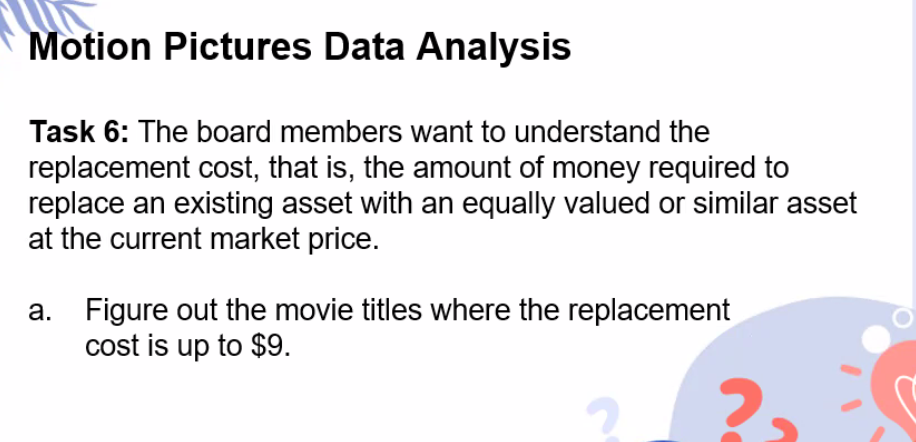 Motion Pictures Data Analysis
Task 6: The board members want to understand the
replacement cost, that is, the amount of money required to
replace an existing asset with an equally valued or similar asset
at the current market price.
a. Figure out the movie titles where the replacement
cost is up to $9.